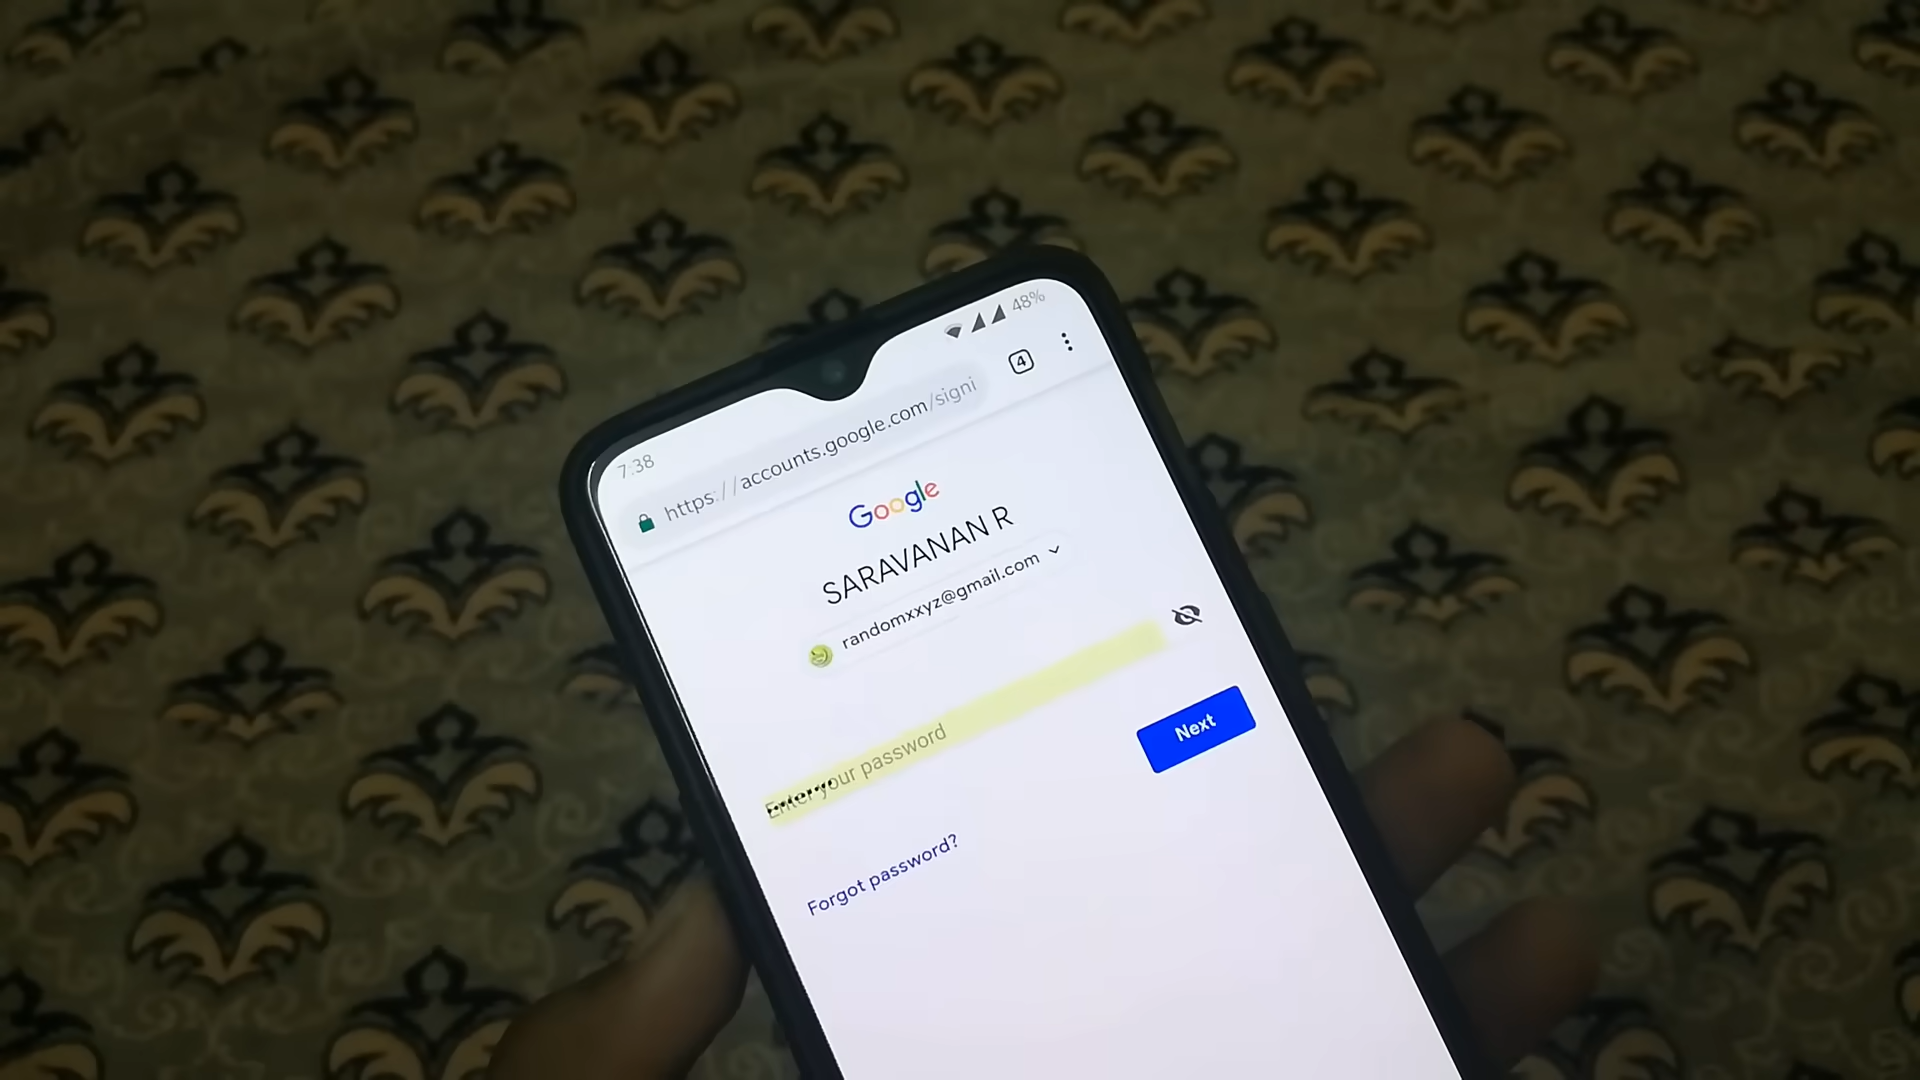 7:38 48%
https://accounts.google.com/signi 4
Google
SARAVANAN R
randomxxyz@gmail.com
Enter your password
Next
Forgot password?